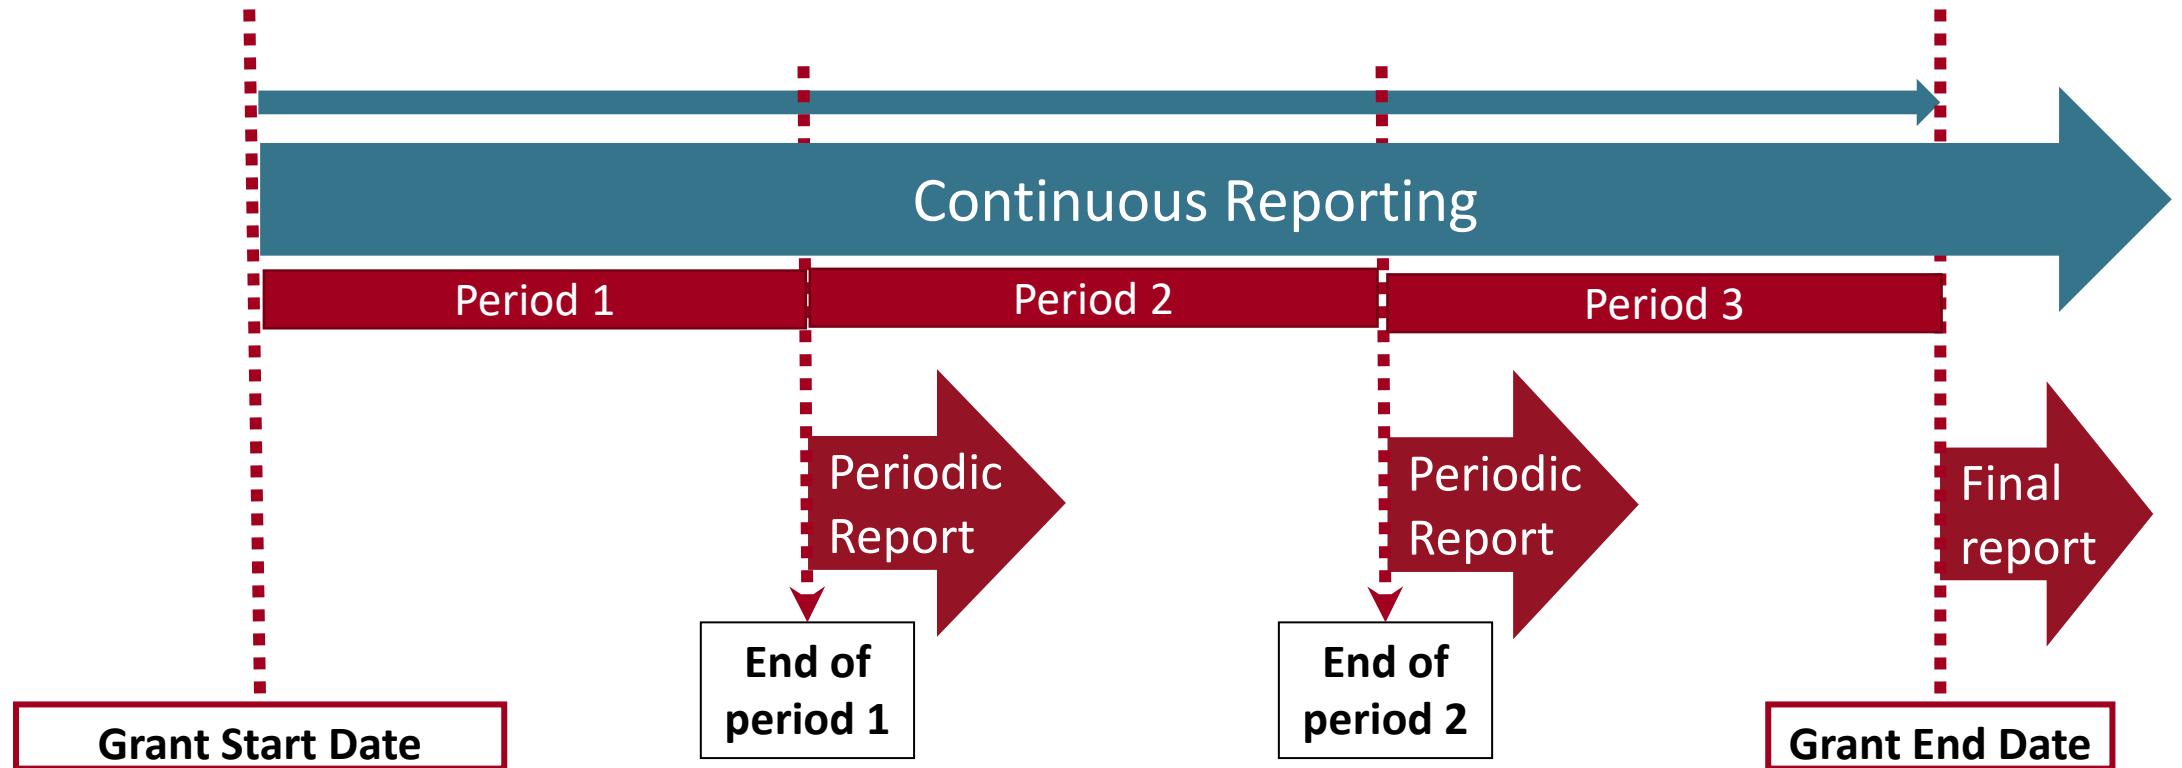 Continuous Reporting
Period 1
Period 2
Period 3
Periodic
Report
Periodic
Report
Final
report
End of
period 1
End of
period 2
Grant Start Date
Grant End Date